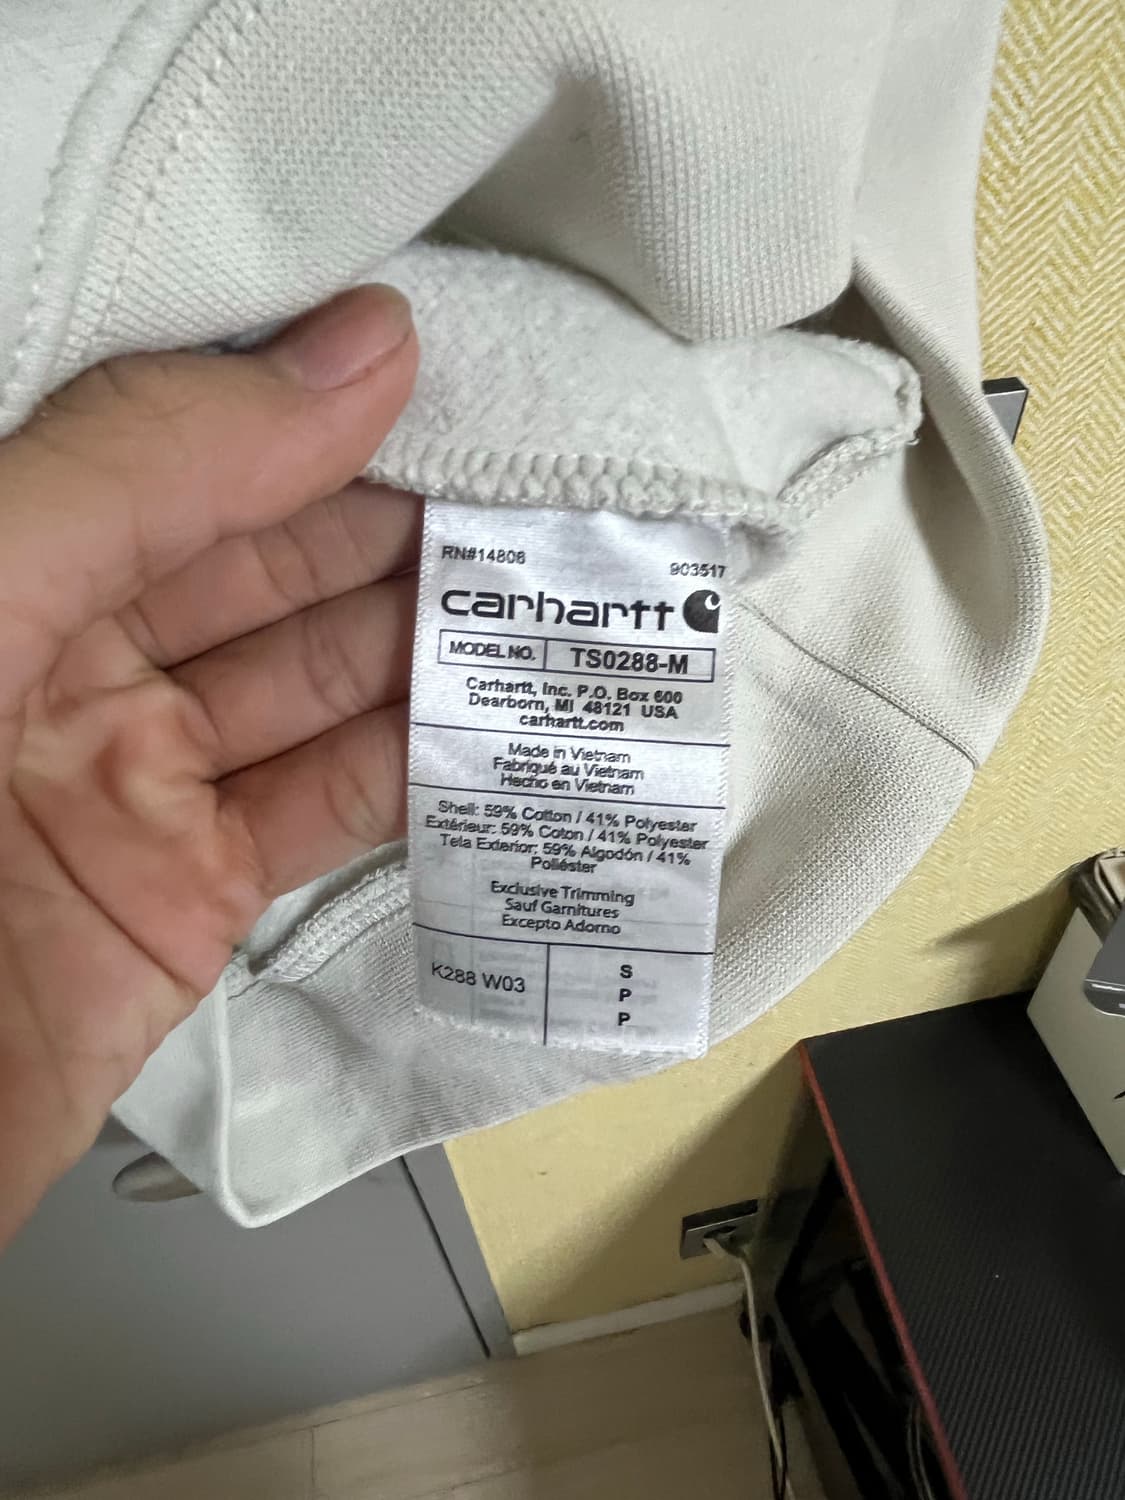 RN#14806 903517
carhartt
MODEL NO. TS0288-M
Carhartt, Inc. P.O. Box 600
Dearborn, MI 48121 USA
carhartt.com
Made in Vietnam
Fabriqué au Vietnam
Hecho en Vietnam
Shell: 59% Cotton / 41% Polyester
Extérieur: 59% Coton / 41% Polyester
Tela Exterior: 59% Algodón / 41%
Poliéster
Exclusive Trimming
Sauf Garnitures
Excepto Adorno
K288 W03
S
P
P